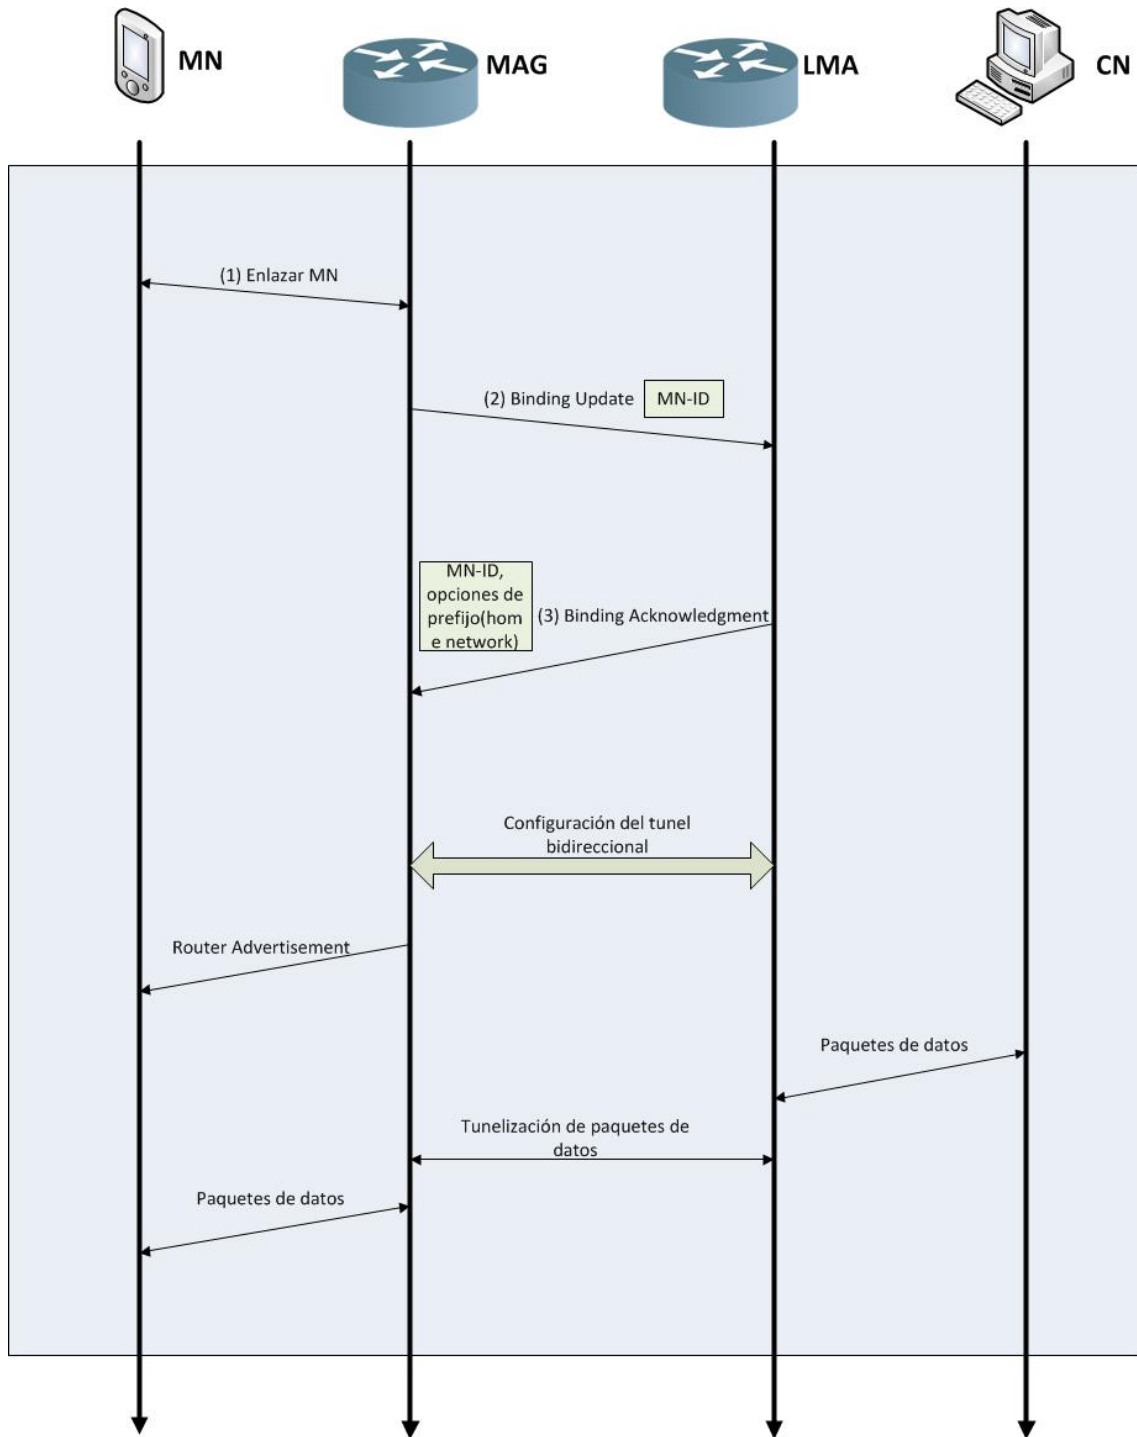 MN
MAG
LMA
CN
(1) Enlazar MN
(2) Binding Update
MN-ID
MN-ID,
opciones de
prefijo(hom
e network)
(3) Binding Acknowledgment
Configuración del tunel
bidireccional
Router Advertisement
Paquetes de datos
Tunelización de paquetes de
datos
Paquetes de datos